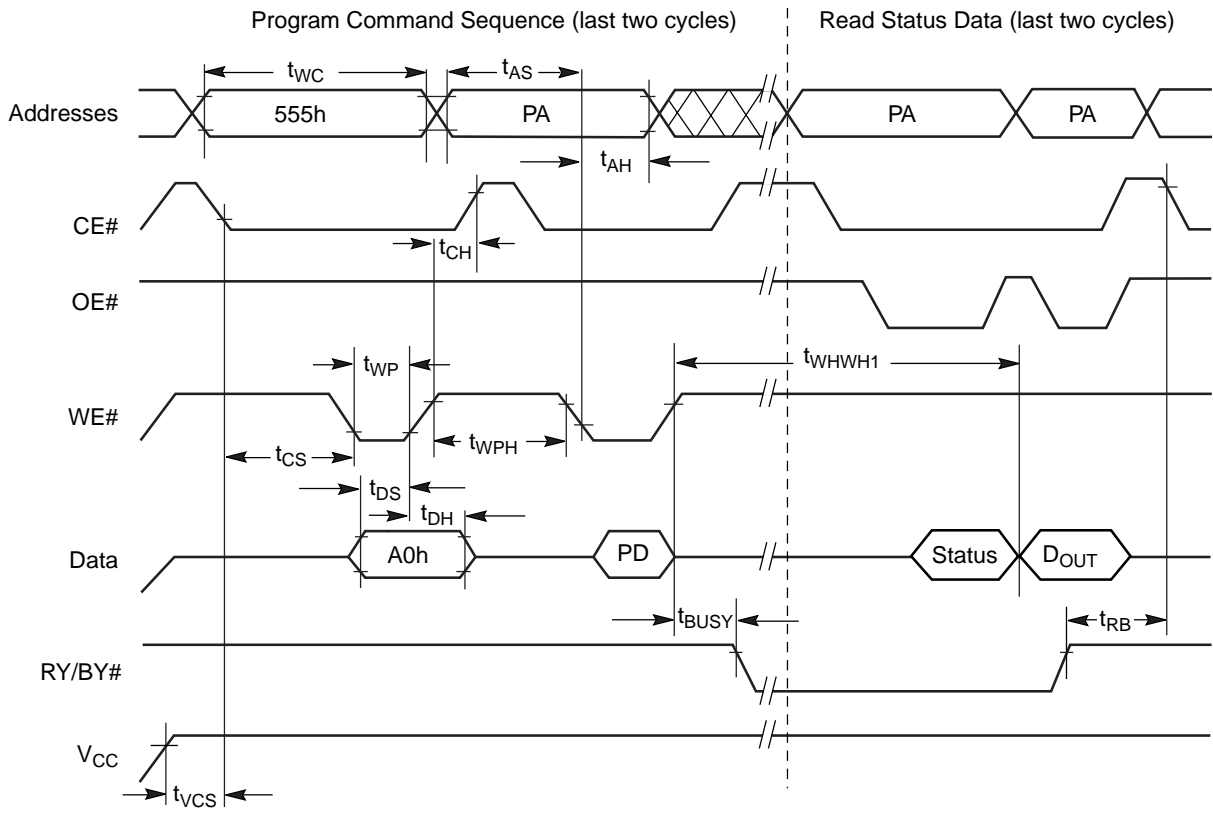 Program Command Sequence (last two cycles) Read Status Data (last two cycles)
tWC tAS
Addresses 555h PA PA PA
tAH
CE#
tCH
OE#
tWP tWHWH1
WE#
tCS tWPH
tDS
tDH
Data A0h PD Status DOUT
tBUSY tRB
RY/BY#
VCC
tVCS